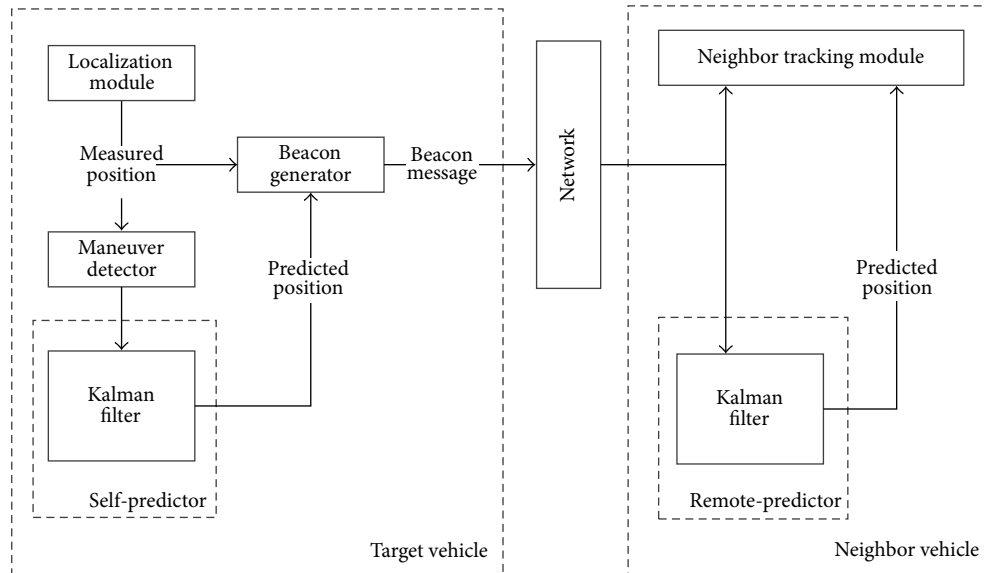 Localization
module
Measured
position
Beacon
generator
Beacon
message
Network
Neighbor tracking module
Maneuver
detector
Predicted
position
Predicted
position
Kalman
filter
Kalman
filter
Self-predictor
Remote-predictor
Target vehicle
Neighbor vehicle